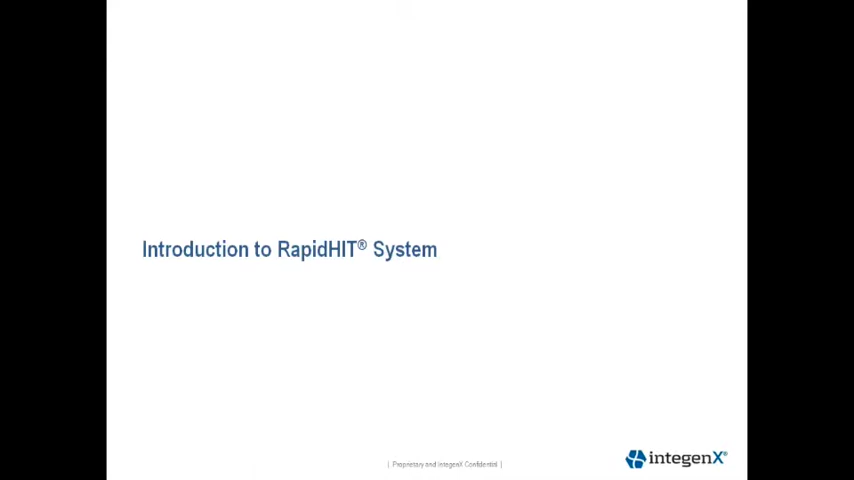 Introduction to RapidHIT® System
| Proprietary and IntegenX Confidential |
integenX®